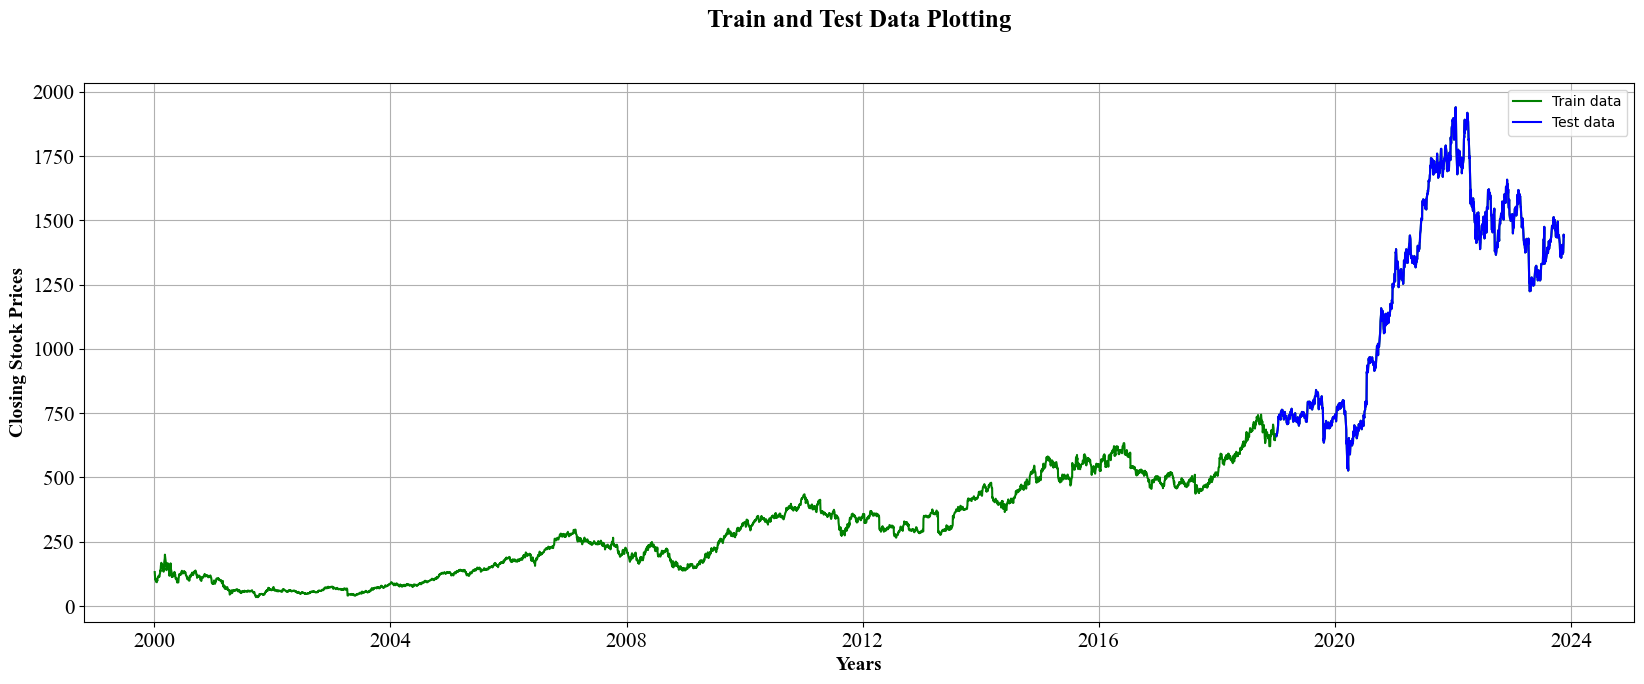 Train and Test Data Plotting
Train data
Test data
Closing Stock Prices
2000
1750
1500
1250
1000
750
500
250
0
2000 2004 2008 2012 2016 2020 2024
Years